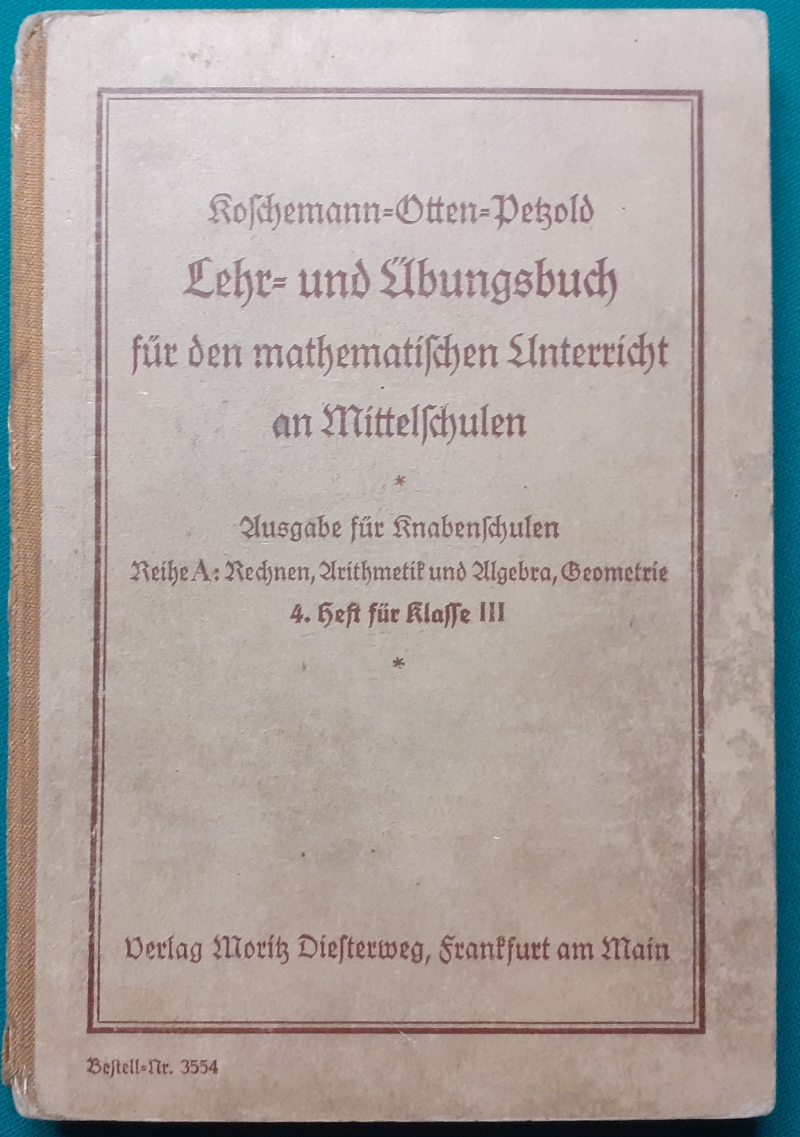 Koschemann-Otten-Petzold
Lehr- und Übungsbuch
für den mathematischen Unterricht
an Mittelschulen
*
Ausgabe für Knabenschulen
Reihe A: Rechnen, Arithmetik und Algebra, Geometrie
4. Heft für Klasse III
*
Verlag Moritz Diesterweg, Frankfurt am Main
Bestell-Nr. 3554